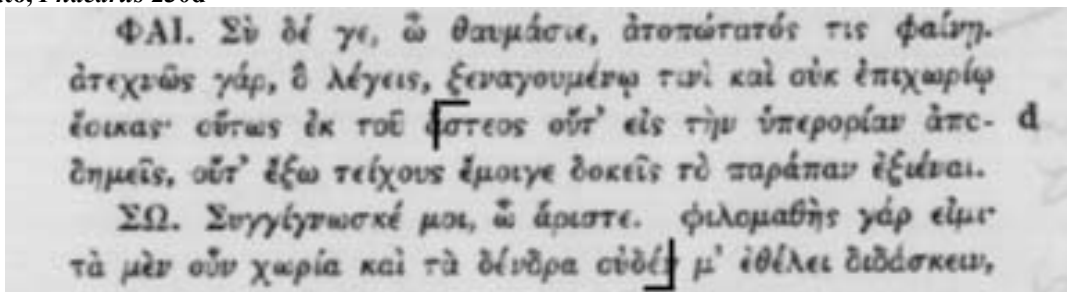 Phaedrus 230d
ΦΑΙ. Σὺ δέ γε, ὦ θαυμάσιε, ἀτοπώτατός τις φαίνῃ.
ἀτεχνῶς γάρ, ὃ λέγεις, ξεναγουμένῳ τινὶ καὶ οὐκ ἐπιχωρίῳ
ἔοικας· οὕτως ἐκ τοῦ ἄστεος οὔτ' εἰς τὴν ὑπερορίαν ἀπο- d
δημεῖς, οὔτ' ἔξω τείχους ἔμοιγε δοκεῖς τὸ παράπαν ἐξιέναι.
ΣΩ. Συγγίγνωσκέ μοι, ὦ ἄριστε. φιλομαθὴς γάρ εἰμι·
τὰ μὲν οὖν χωρία καὶ τὰ δένδρα οὐδέν μ' ἐθέλει διδάσκειν,